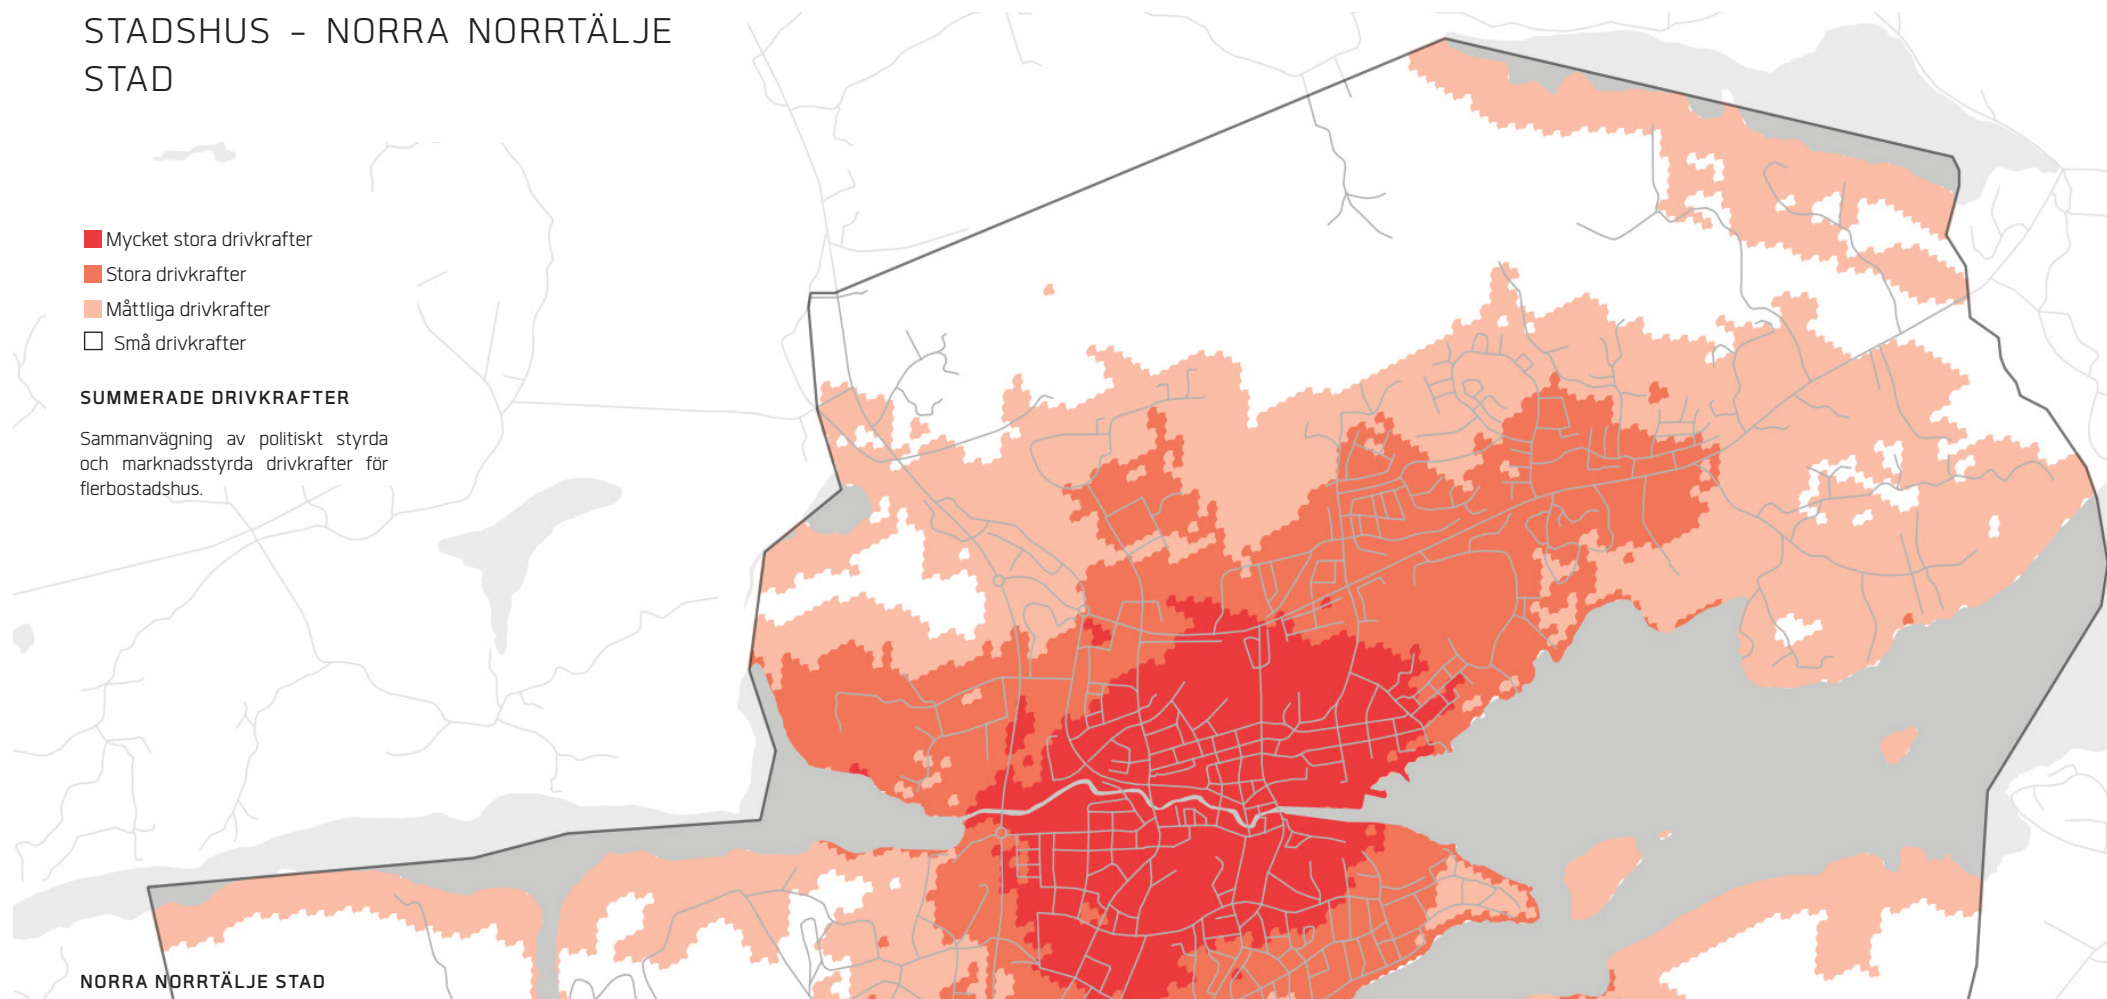 STADSHUS - NORRA NORRTÄLJE
STAD
Mycket stora drivkrafter
Stora drivkrafter
Måttliga drivkrafter
Små drivkrafter
SUMMERADE DRIVKRAFTER
Sammanvägning av politiskt styrda
och marknadsstyrda drivkrafter för
flerbostadshus.
NORRA NORRTÄLJE STAD